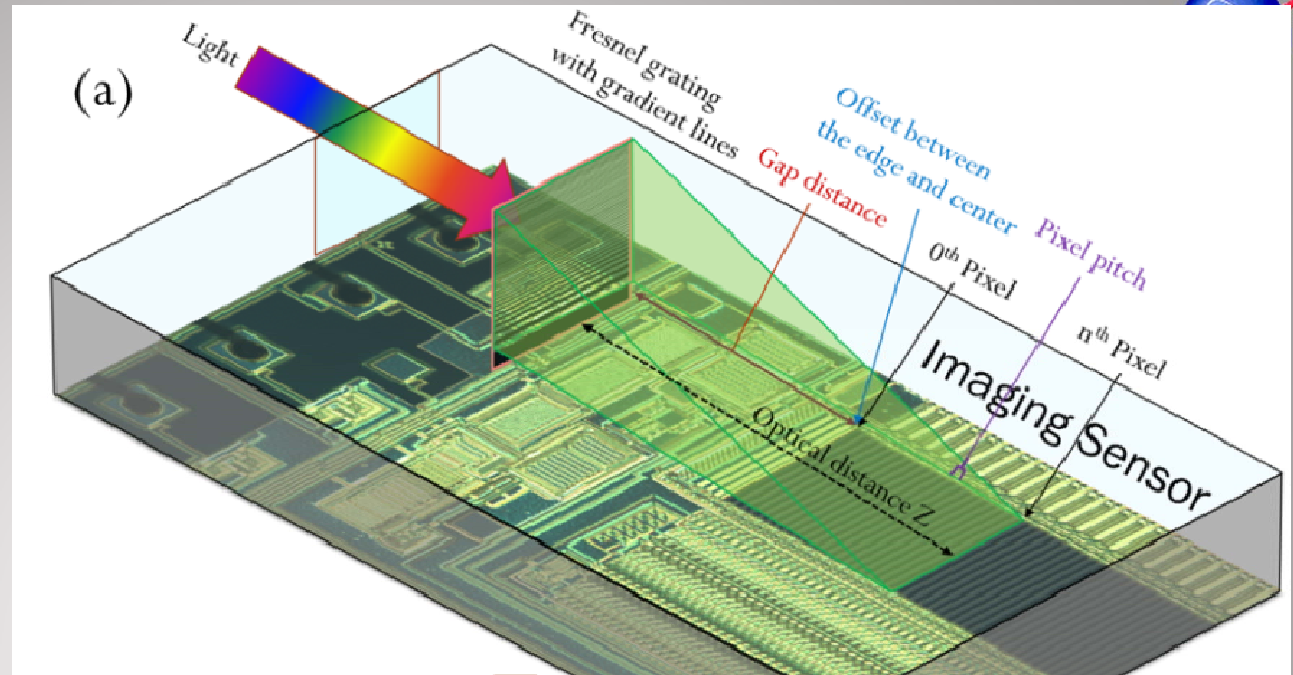 (a)
Light
Fresnel grating
with gradient lines
Gap distance
Offset between
the edge and center
0th Pixel
Pixel pitch
nth Pixel
Imaging Sensor
Optical distance Z